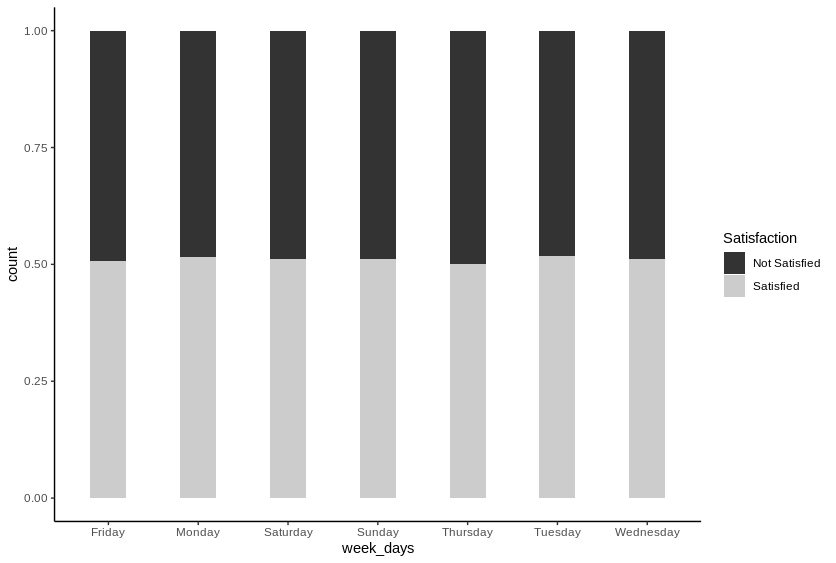 1.00
0.75
0.50
0.25
0.00
count
Friday Monday Saturday Sunday Thursday Tuesday Wednesday
week_days
Satisfaction
Not Satisfied
Satisfied